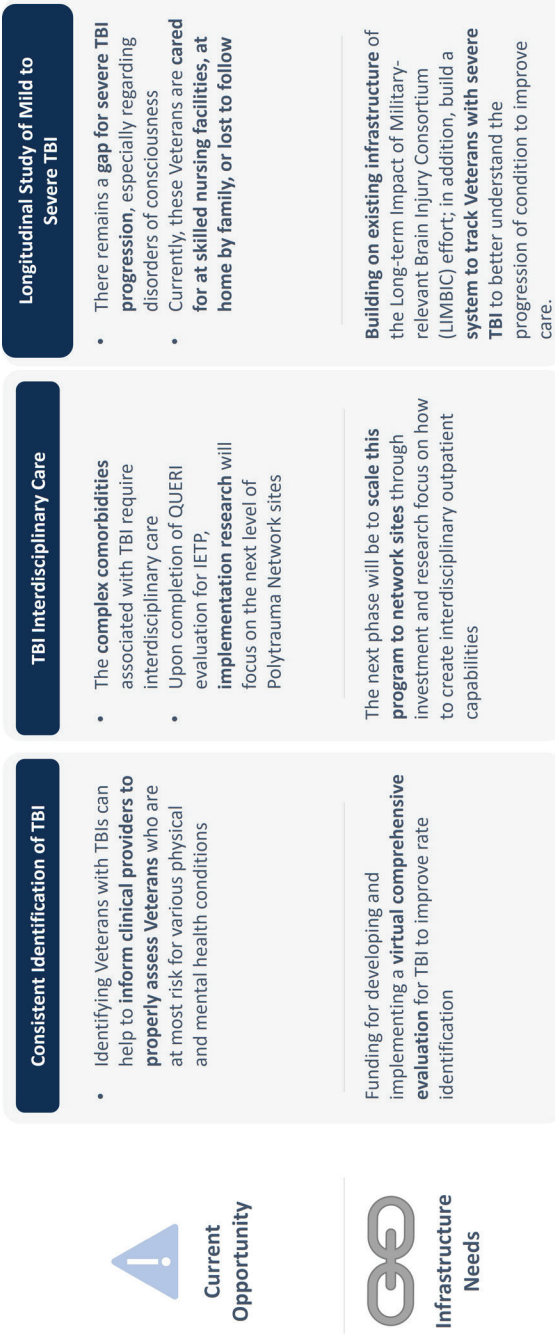 Consistent Identification of TBI
TBI Interdisciplinary Care
Longitudinal Study of Mild to
Severe TBI
Current
Opportunity
• Identifying Veterans with TBIs can
help to inform clinical providers to
properly assess Veterans who are
at most risk for various physical
and mental health conditions
• The complex comorbidities
associated with TBI require
interdisciplinary care
• Upon completion of QUERI
evaluation for IETP,
implementation research will
focus on the next level of
Polytrauma Network sites
• There remains a gap for severe TBI
progression, especially regarding
disorders of consciousness
• Currently, these Veterans are cared
for at skilled nursing facilities, at
home by family, or lost to follow
Infrastructure
Needs
Funding for developing and
implementing a virtual comprehensive
evaluation for TBI to improve rate
identification
The next phase will be to scale this
program to network sites through
investment and research focus on how
to create interdisciplinary outpatient
capabilities
Building on existing infrastructure of
the Long-term Impact of Military-
relevant Brain Injury Consortium
(LIMBIC) effort; in addition, build a
system to track Veterans with severe
TBI to better understand the
progression of condition to improve
care.